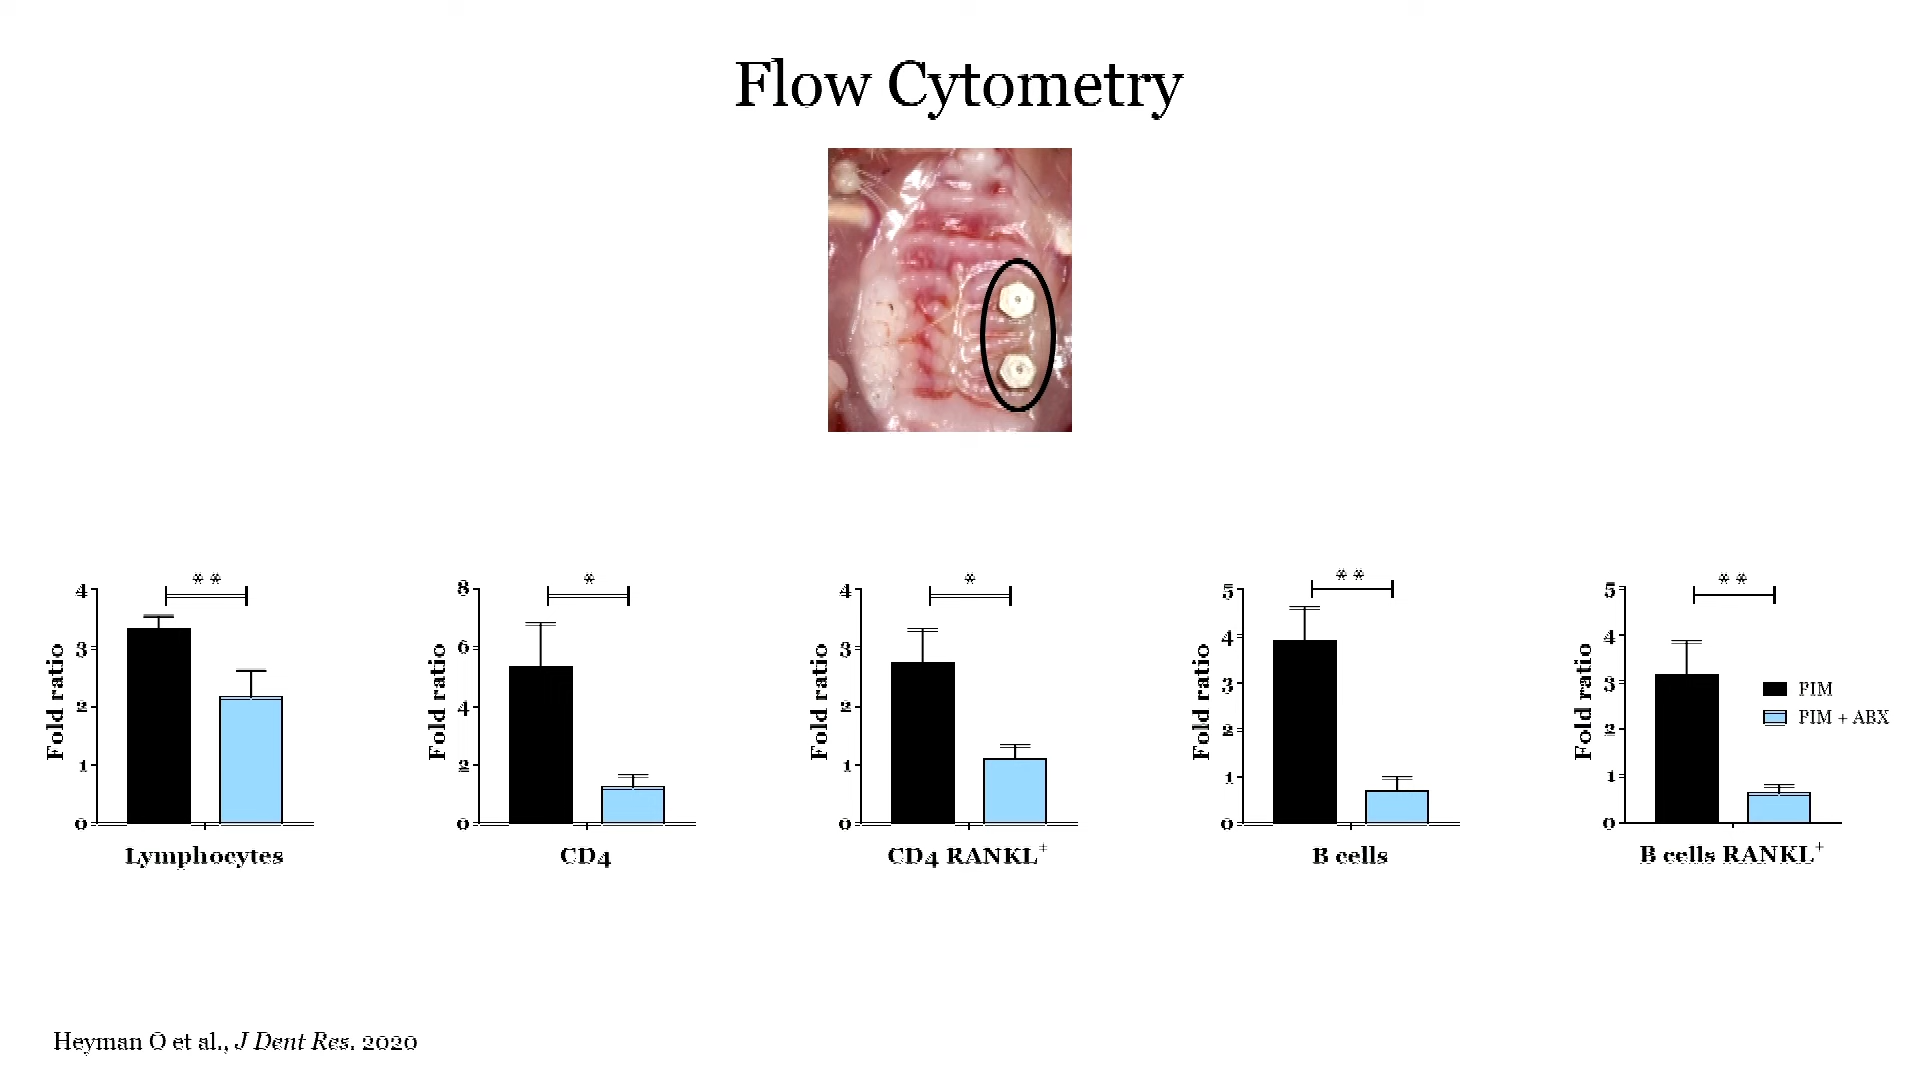 Flow Cytometry
** * * ** **
4 8 4 5 5
3 6 3 4 4
2 4 2 3 3
1 2 1 2 2
0 0 0 1 1
0 0
Fold ratio Fold ratio Fold ratio Fold ratio Fold ratio
PIM
PIM + ABX
Lymphocytes CD4 CD4 RANKL+ B cells B cells RANKL+
Heyman O et al., J Dent Res. 2020